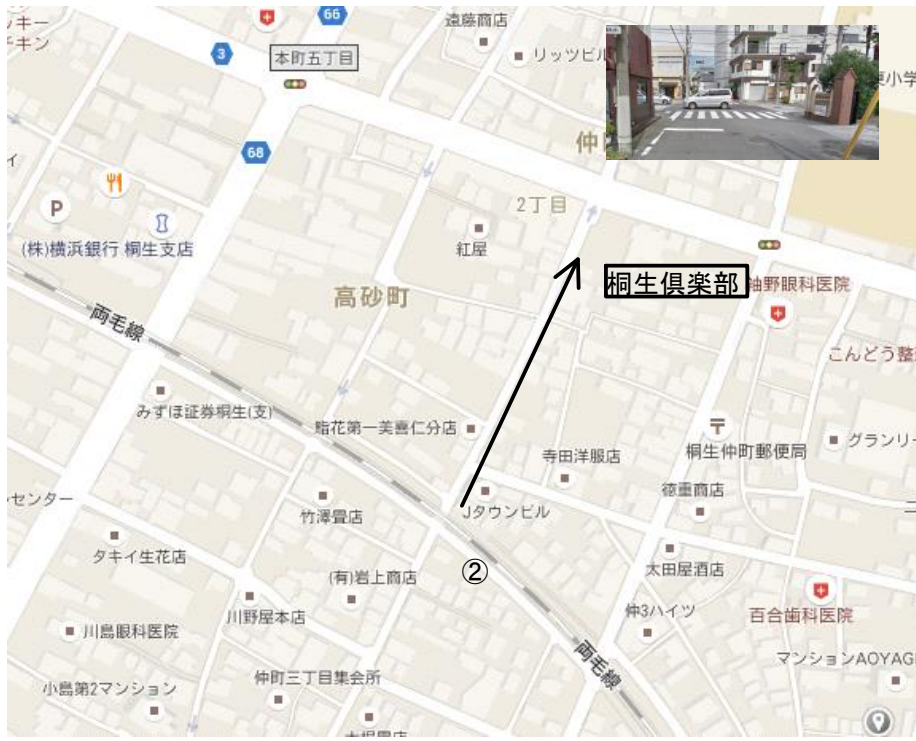 ッキー
チキン
66
遠藤商店
3
本町五丁目
リッツビル
東小学
68
仲町
2丁目
P
(株)横浜銀行 桐生支店
紅屋
桐生倶楽部
柚野眼科医院
高砂町
両毛線
こんどう整
みずほ証券桐生(支)
鮨花第一美喜仁分店
寺田洋服店
桐生仲町郵便局
グランリー
センター
竹澤畳店
Jタウンビル
徳重商店
タキイ生花店
(有)岩上商店
②
太田屋酒店
川野屋本店
仲3ハイツ
百合歯科医院
川島眼科医院
両毛線
マンションAOYAGI
小島第2マンション
仲町三丁目集会所